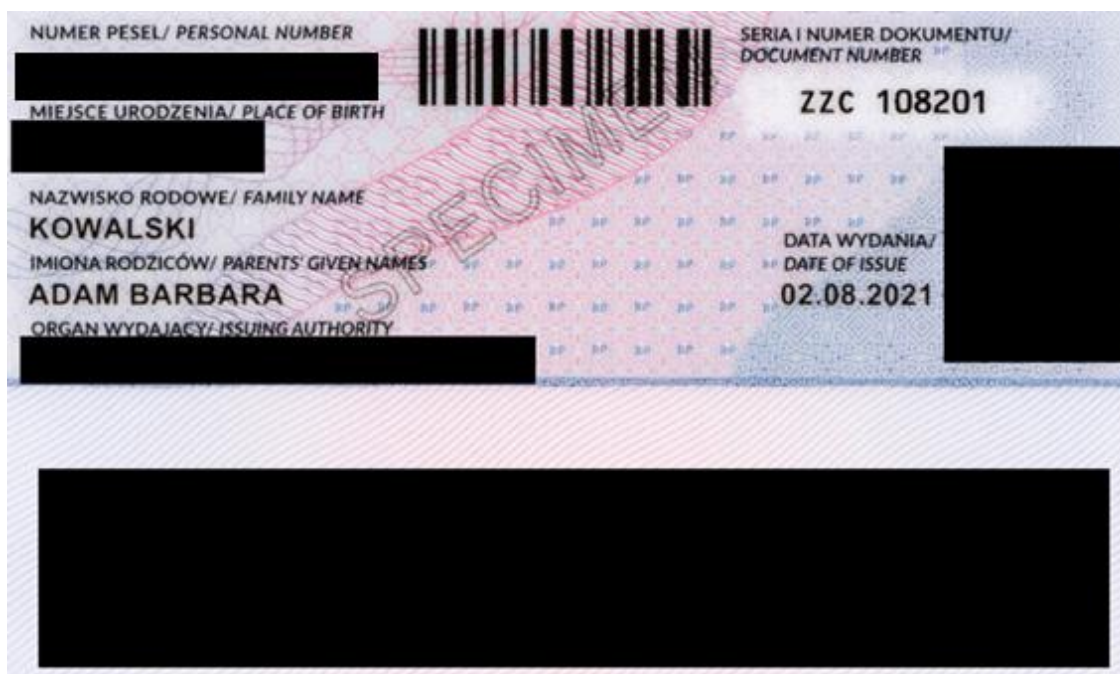 NUMER PESEL/ PERSONAL NUMBER
SERIA I NUMER DOKUMENTU/
DOCUMENT NUMBER
ZZC 108201
MIEJSCE URODZENIA/ PLACE OF BIRTH
SPECIMEN
NAZWISKO RODOWE/ FAMILY NAME
KOWALSKI
IMIONA RODZICÓW/ PARENTS' GIVEN NAMES
ADAM BARBARA
DATA WYDANIA/
DATE OF ISSUE
02.08.2021
ORGAN WYDAJĄCY/ ISSUING AUTHORITY